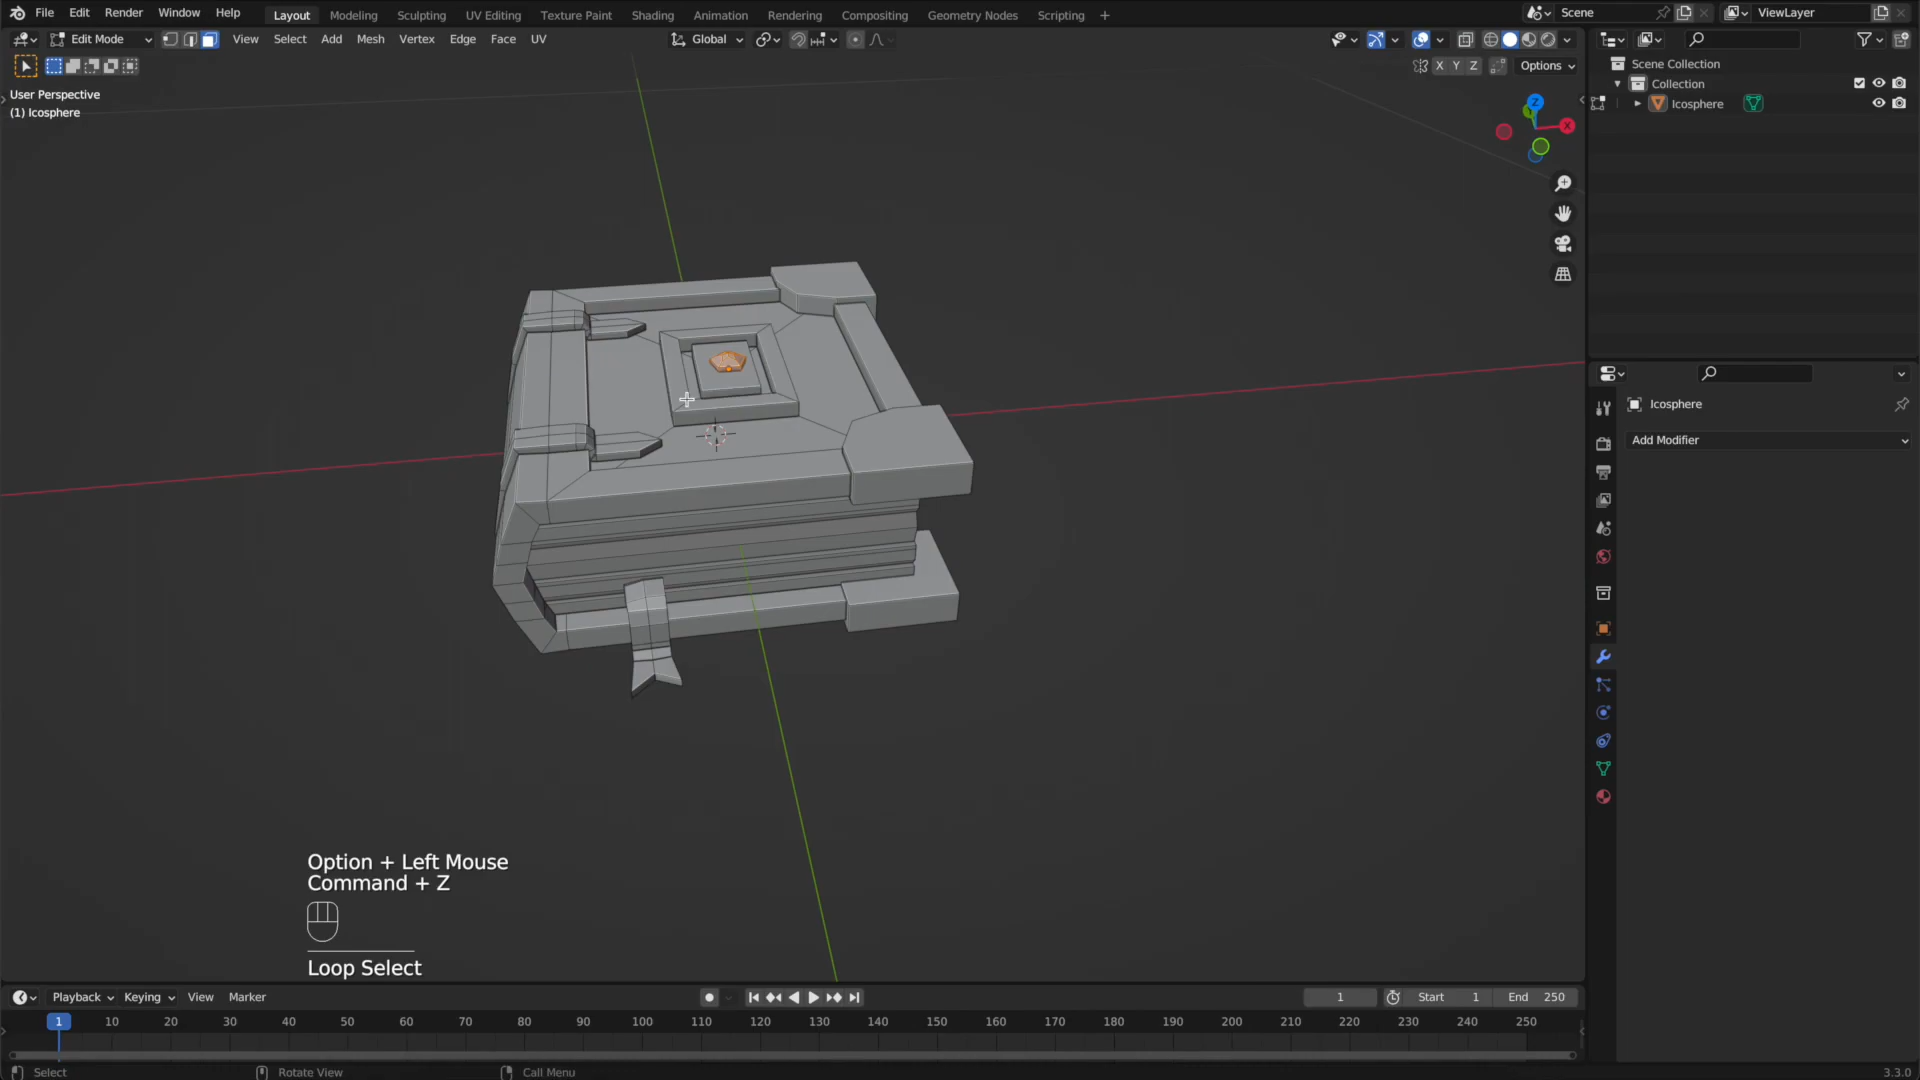 File Edit Render Window Help Layout Modeling Sculpting UV Editing Texture Paint Shading Animation Rendering Compositing Geometry Nodes Scripting + Scene ViewLayer
Edit Mode View Select Add Mesh Vertex Edge Face UV Global
X Y Z Options
Scene Collection
Collection
Icosphere
User Perspective
(1) Icosphere
Z
X
Icosphere
Add Modifier
Option + Left Mouse
Command + Z
Loop Select
Playback Keying View Marker 1 Start 1 End 250
1 10 20 30 40 50 60 70 80 90 100 110 120 130 140 150 160 170 180 190 200 210 220 230 240 250
Select Rotate View Call Menu 3.3.0